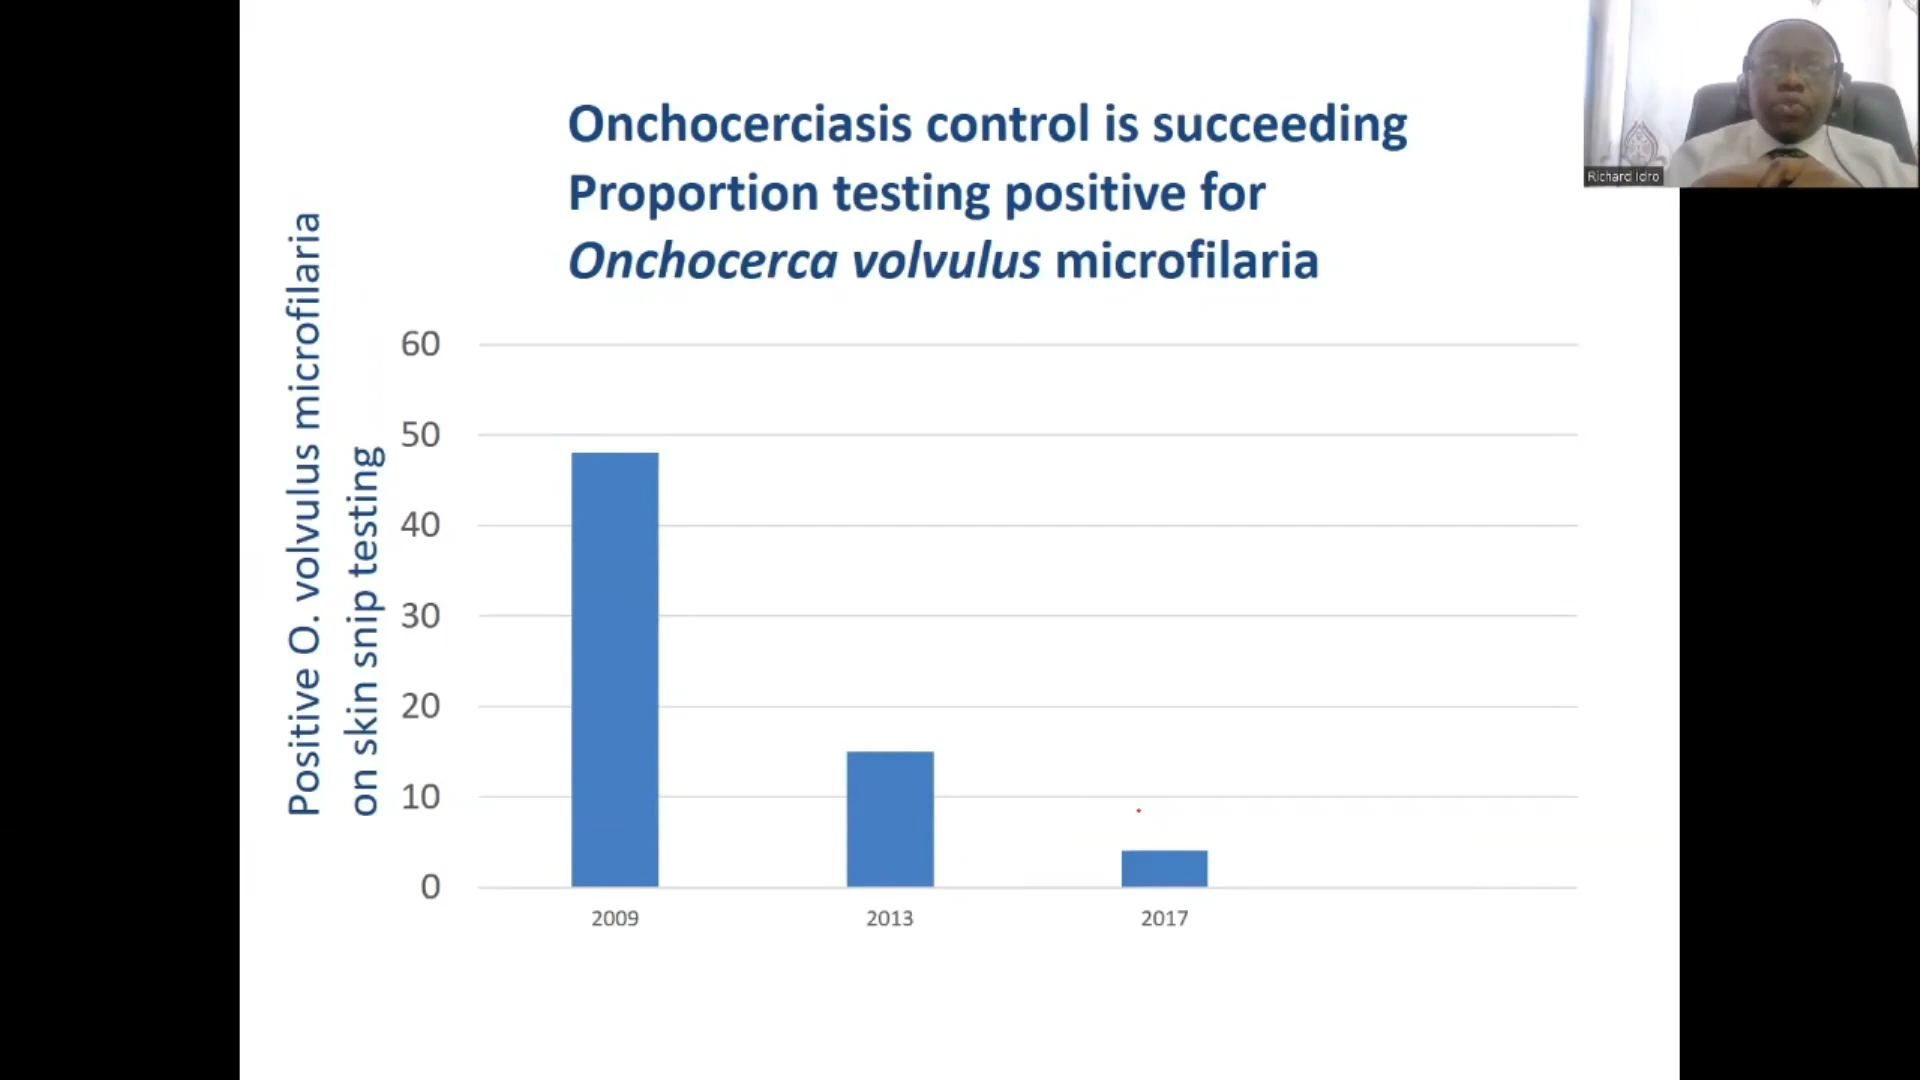 Onchocerciasis control is succeeding
Proportion testing positive for
Onchocerca volvulus microfilaria
Richard Idro
Positive O. volvulus microfilaria
on skin snip testing
60
50
40
30
20
10
0
2009
2013
2017